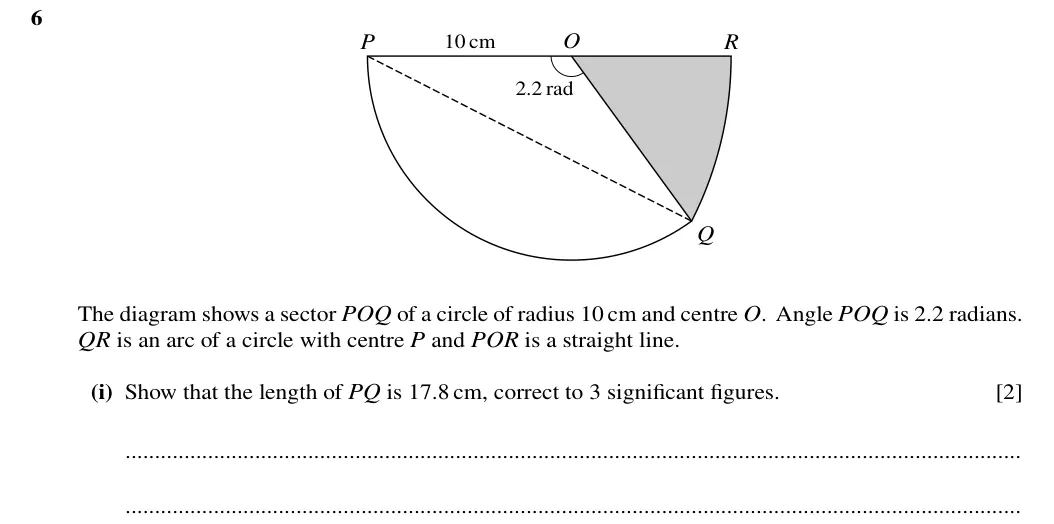 6
P 10 cm O R
2.2 rad
Q
The diagram shows a sector POQ of a circle of radius 10 cm and centre O. Angle POQ is 2.2 radians.
QR is an arc of a circle with centre P and POR is a straight line.
(i) Show that the length of PQ is 17.8 cm, correct to 3 significant figures. [2]